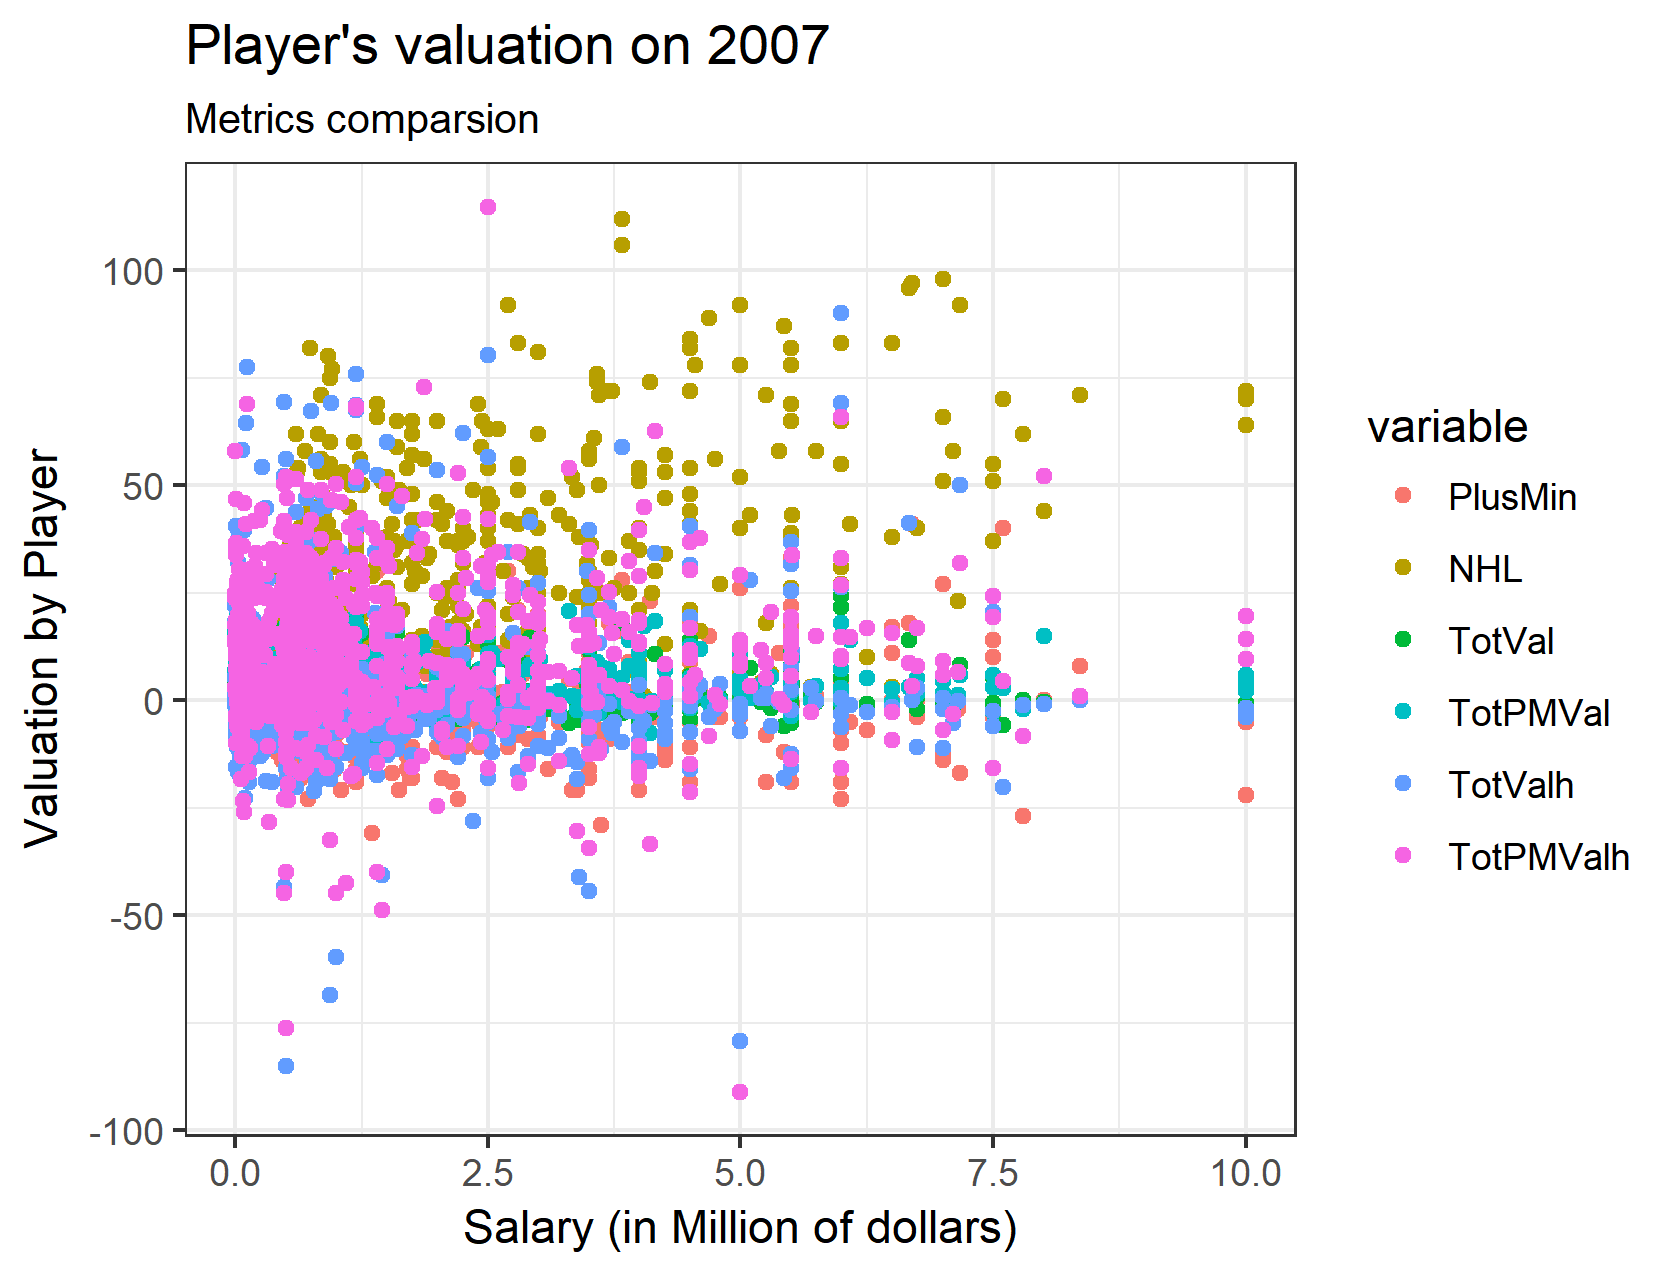 Player's valuation on 2007
Metrics comparsion
Valuation by Player
100
50
0
-50
-100
0.0 2.5 5.0 7.5 10.0
Salary (in Million of dollars)
variable
PlusMin
NHL
TotVal
TotPMVal
TotValh
TotPMValh